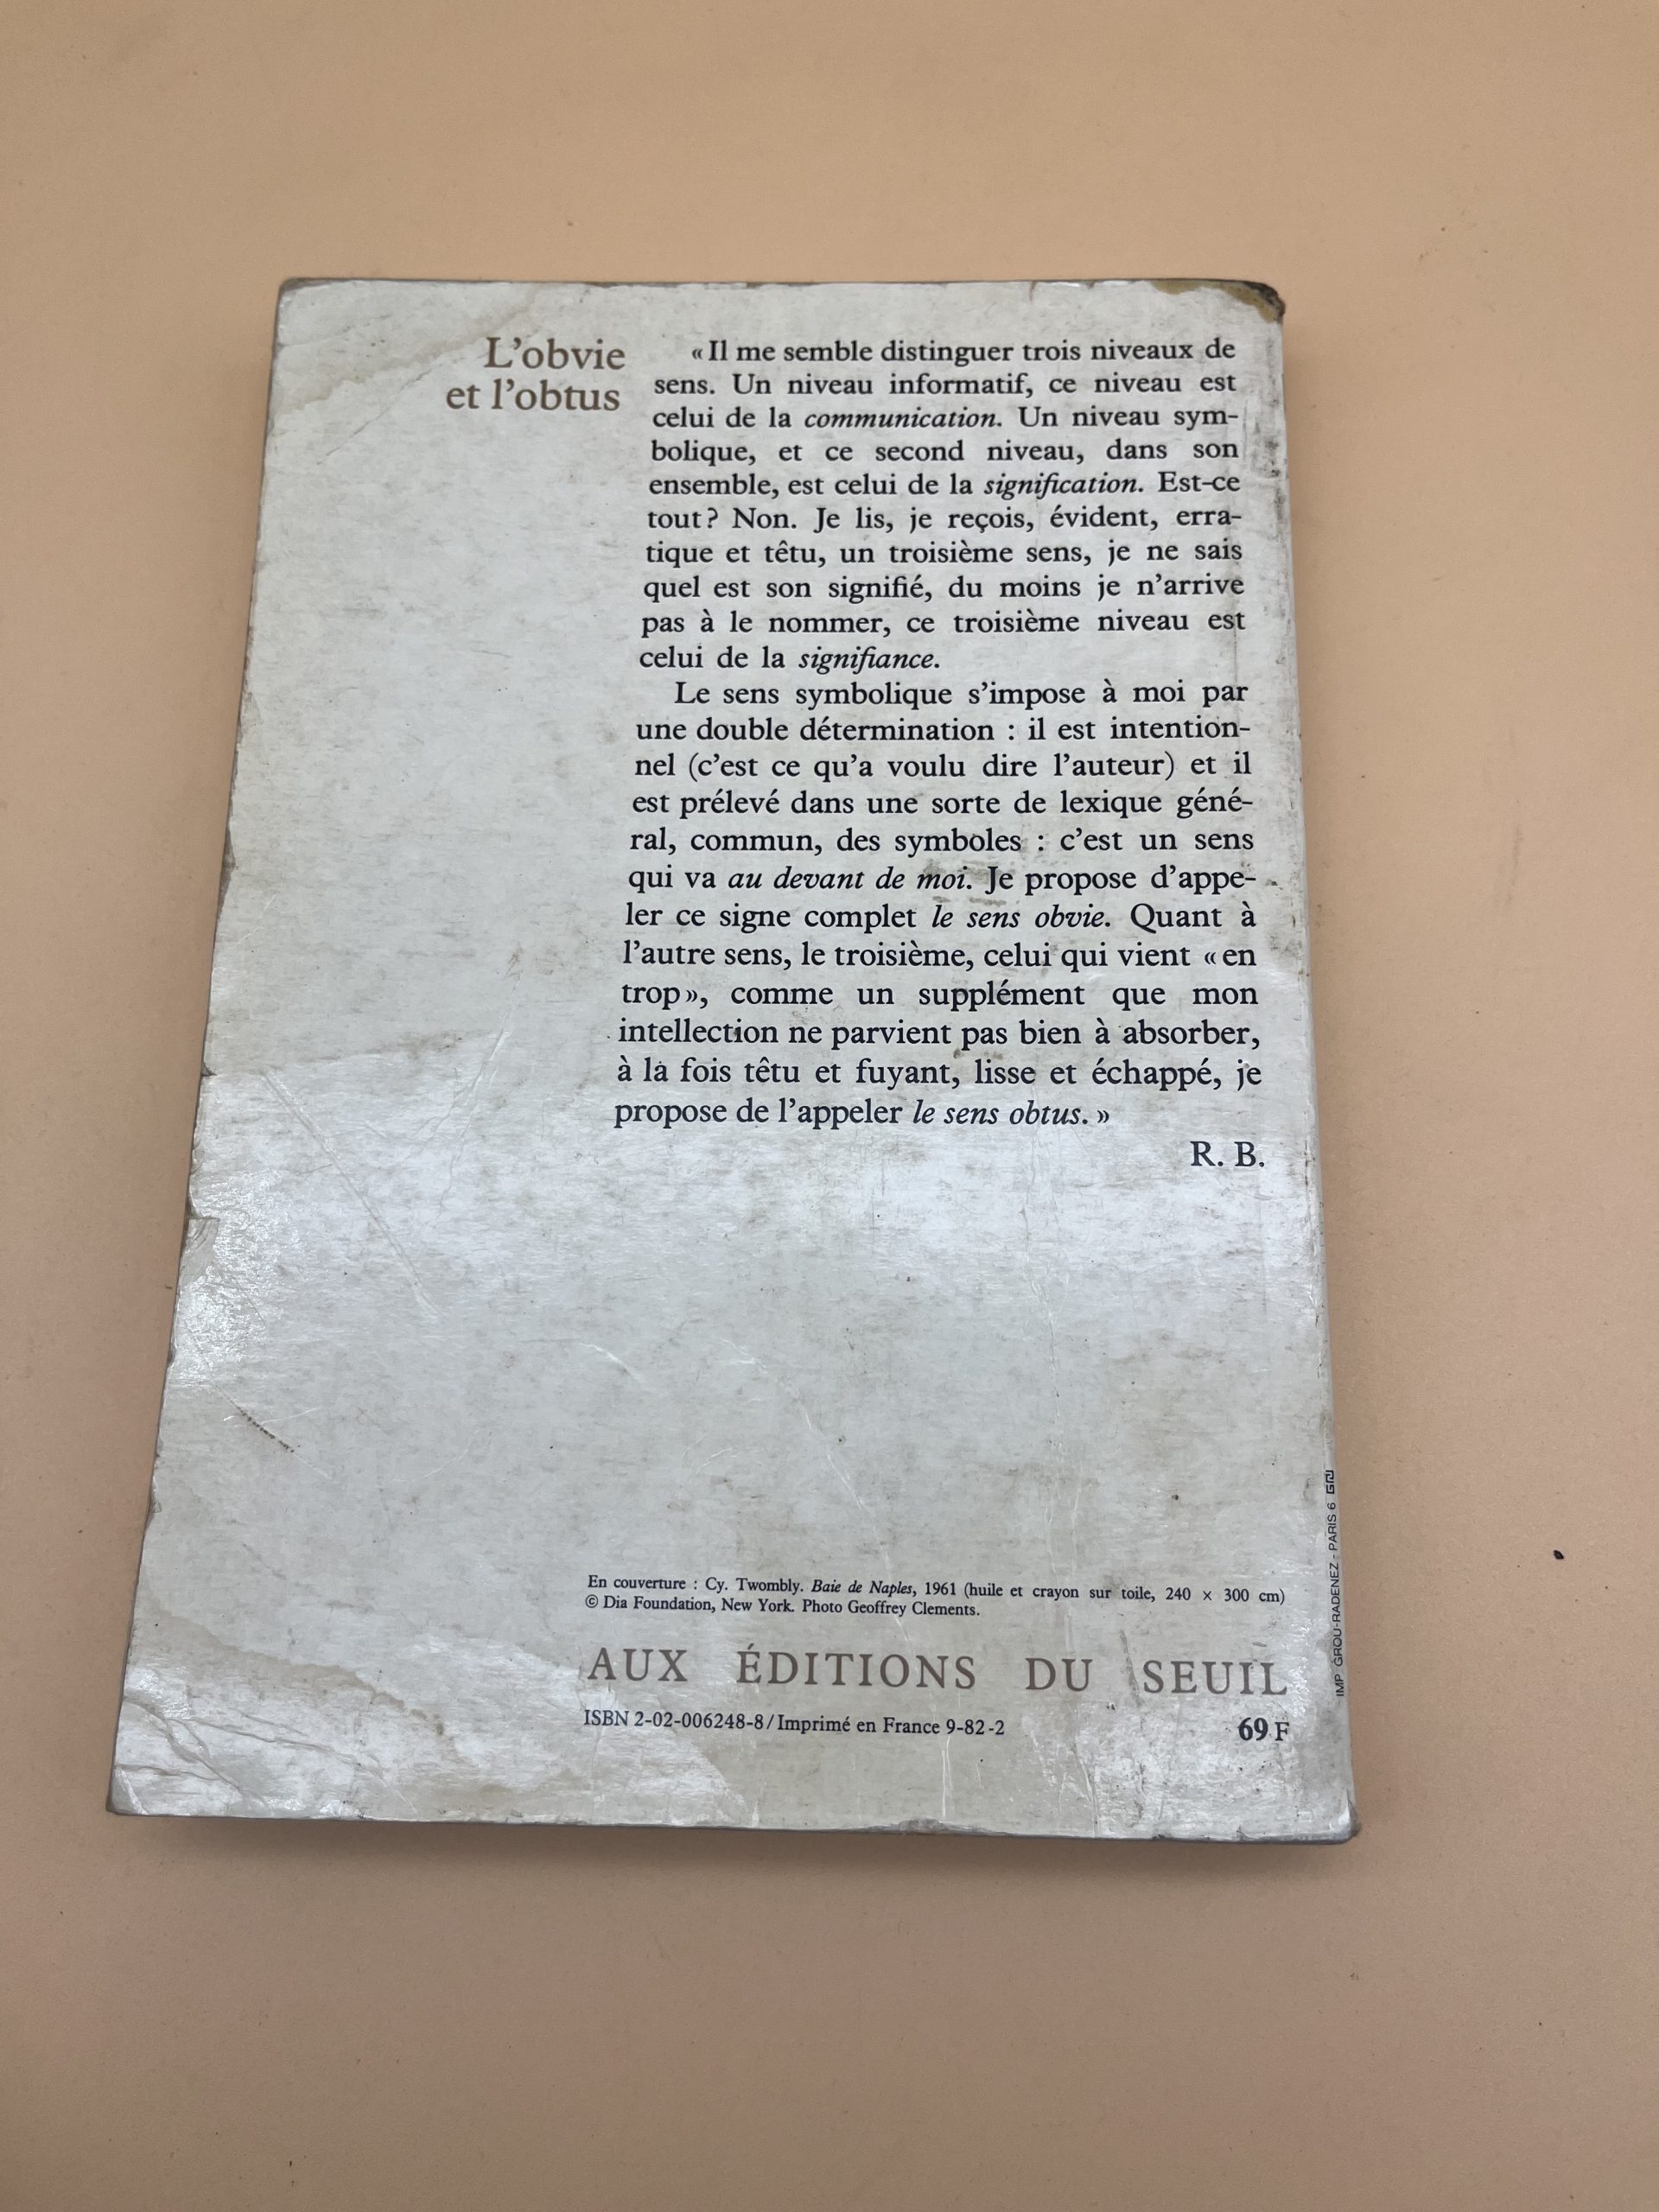 L'obvie
et l'obtus
« Il me semble distinguer trois niveaux de
sens. Un niveau informatif, ce niveau est
celui de la communication. Un niveau sym-
bolique, et ce second niveau, dans son
ensemble, est celui de la signification. Est-ce
tout ? Non. Je lis, je reçois, évident, erra-
tique et têtu, un troisième sens, je ne sais
quel est son signifié, du moins je n'arrive
pas à le nommer, ce troisième niveau est
celui de la signifiance.
Le sens symbolique s'impose à moi par
une double détermination : il est intention-
nel (c'est ce qu'a voulu dire l'auteur) et il
est prélevé dans une sorte de lexique géné-
ral, commun, des symboles : c'est un sens
qui va au devant de moi. Je propose d'appe-
ler ce signe complet le sens obvie. Quant à
l'autre sens, le troisième, celui qui vient « en
trop », comme un supplément que mon
intellection ne parvient pas bien à absorber,
à la fois têtu et fuyant, lisse et échappé, je
propose de l'appeler le sens obtus. »
R. B.
En couverture : Cy. Twombly. Baie de Naples, 1961 (huile et crayon sur toile, 240 × 300 cm)
© Dia Foundation, New York. Photo Geoffrey Clements.
AUX ÉDITIONS DU SEUIL
ISBN 2-02-006248-8 / Imprimé en France 9-82-2
69 F
IMP. GROU-RADENEZ - PARIS 6